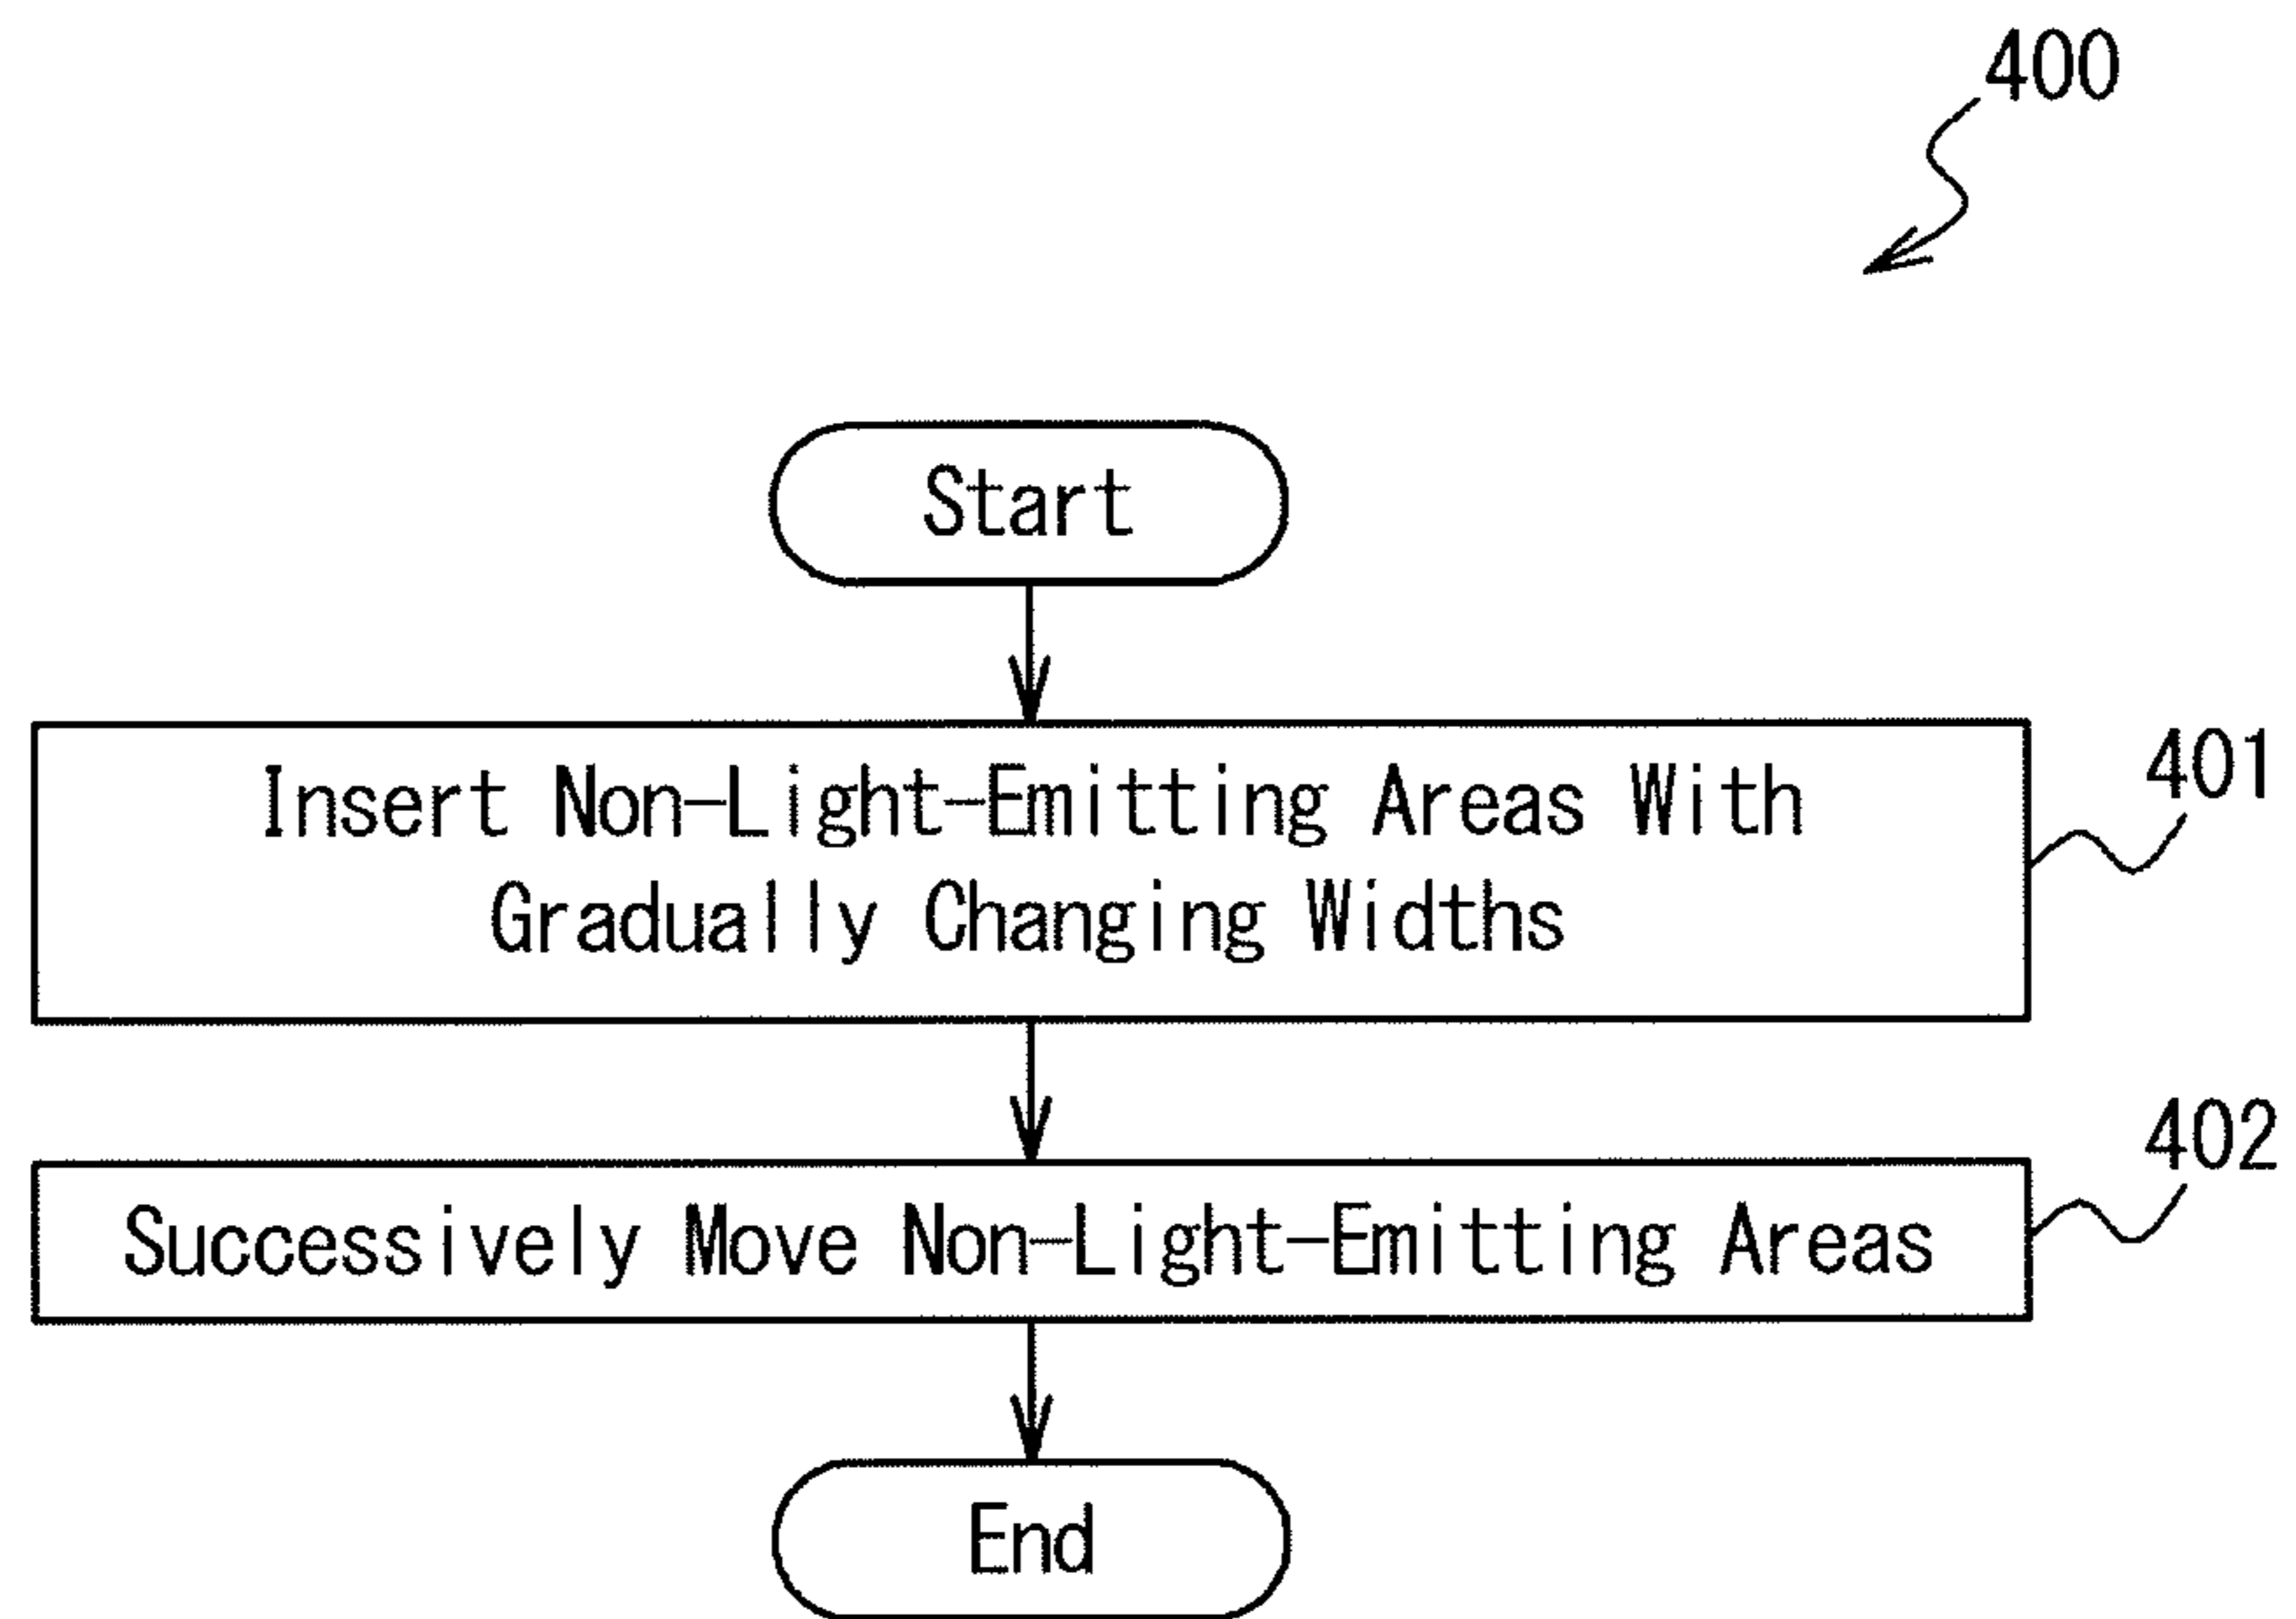 400
Start
Insert Non-Light-Emitting Areas With
Gradually Changing Widths
401
Successively Move Non-Light-Emitting Areas
402
End